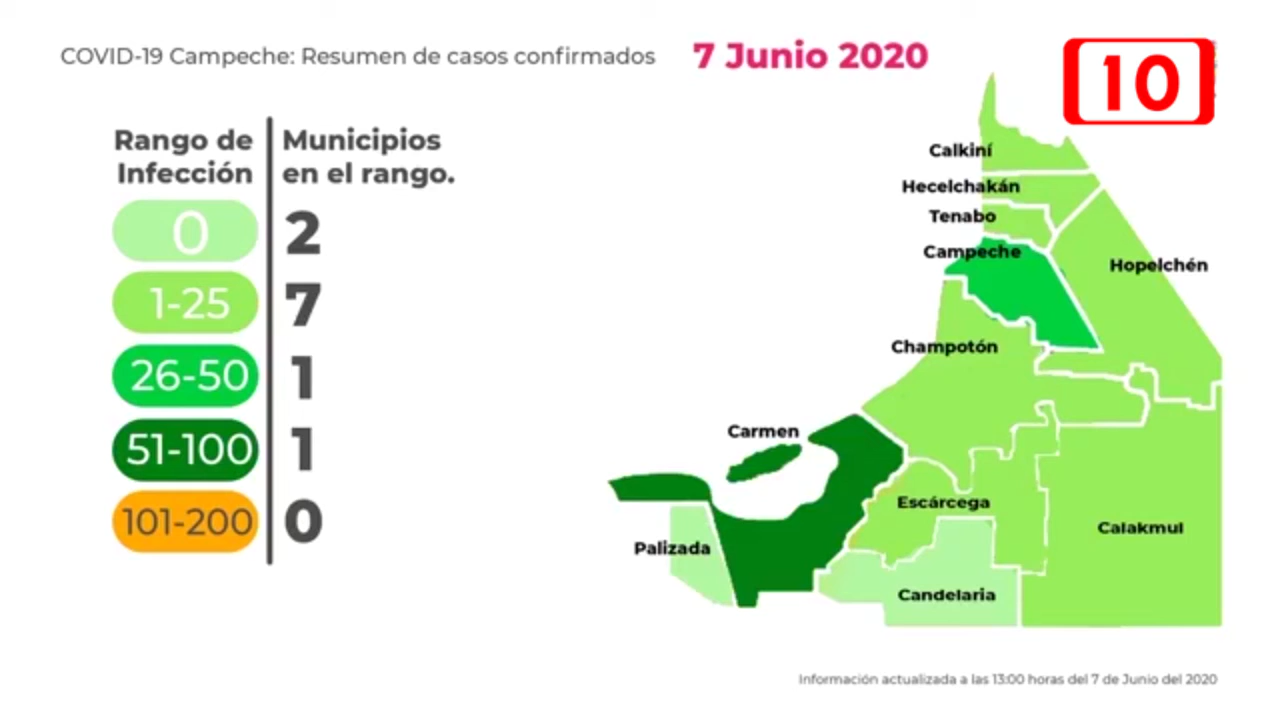 COVID-19 Campeche: Resumen de casos confirmados 7 Junio 2020
10
Rango de Infección
Municipios en el rango.
0 2
1-25 7
26-50 1
51-100 1
101-200 0
Calkiní
Hecelchakán
Tenabo
Campeche
Hopelchén
Champotón
Carmen
Escárcega
Calakmul
Palizada
Candelaria
Información actualizada a las 13:00 horas del 7 de Junio del 2020